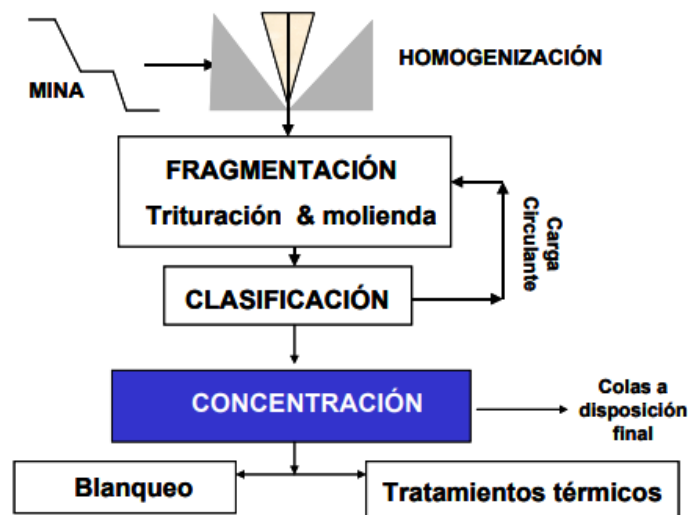 MINA
HOMOGENIZACIÓN
FRAGMENTACIÓN
Trituración & molienda
Carga
Circulante
CLASIFICACIÓN
CONCENTRACIÓN
Colas a
disposición
final
Blanqueo
Tratamientos térmicos